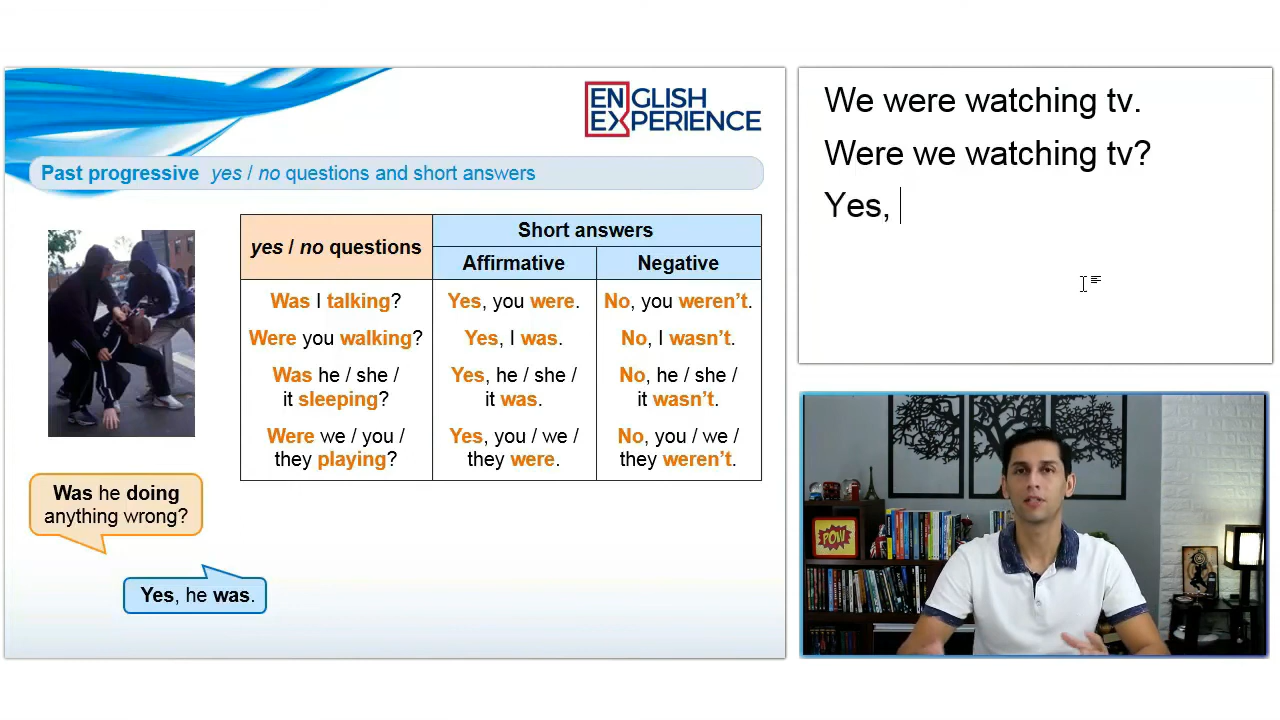 ENGLISH
EXPERIENCE
Past progressive yes / no questions and short answers
yes / no questions
Short answers
Affirmative
Negative
Was I talking?
Yes, you were.
No, you weren't.
Were you walking?
Yes, I was.
No, I wasn't.
Was he / she /
it sleeping?
Yes, he / she /
it was.
No, he / she /
it wasn't.
Were we / you /
they playing?
Yes, you / we /
they were.
No, you / we /
they weren't.
Was he doing
anything wrong?
Yes, he was.
We were watching tv.
Were we watching tv?
Yes,
POW